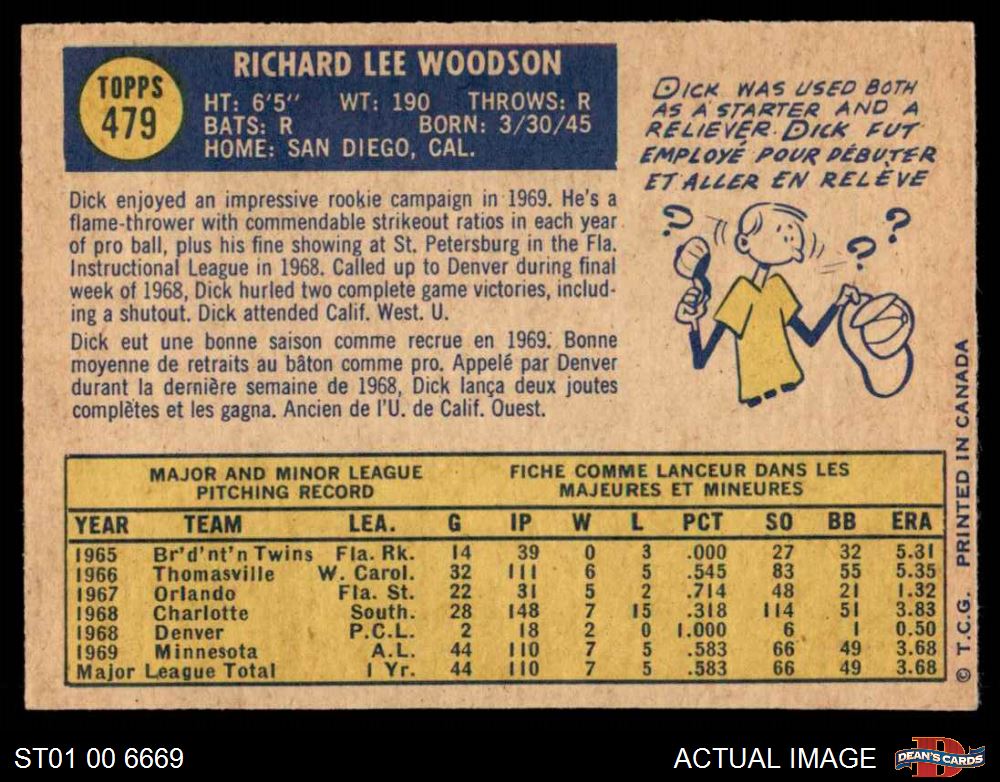 TOPPS
479
RICHARD LEE WOODSON
HT: 6'5" WT: 190 THROWS: R
BATS: R BORN: 3/30/45
HOME: SAN DIEGO, CAL.
Dick enjoyed an impressive rookie campaign in 1969. He's a
flame-thrower with commendable strikeout ratios in each year
of pro ball, plus his fine showing at St. Petersburg in the Fla.
Instructional League in 1968. Called up to Denver during final
week of 1968, Dick hurled two complete game victories, includ-
ing a shutout. Dick attended Calif. West. U.
Dick eut une bonne saison comme recrue en 1969. Bonne
moyenne de retraits au bâton comme pro. Appelé par Denver
durant la dernière semaine de 1968, Dick lança deux joutes
complètes et les gagna. Ancien de l'U. de Calif. Ouest.
DICK WAS USED BOTH
AS A STARTER AND A
RELIEVER. DICK FUT
EMPLOYÉ POUR DÉBUTER
ET ALLER EN RELÈVE
? ? ?
MAJOR AND MINOR LEAGUE
PITCHING RECORD
FICHE COMME LANCEUR DANS LES
MAJEURES ET MINEURES
YEAR TEAM LEA. G IP W L PCT SO BB ERA
1965 Br'd'nt'n Twins Fla. Rk. 14 39 0 3 .000 27 32 5.31
1966 Thomasville W. Carol. 32 111 6 5 .545 83 55 5.35
1967 Orlando Fla. St. 22 31 5 2 .714 48 21 1.32
1968 Charlotte South. 28 148 7 15 .318 114 51 3.83
1968 Denver P.C.L. 2 18 2 0 1.000 6 1 0.50
1969 Minnesota A.L. 44 110 7 5 .583 66 49 3.68
Major League Total 1 Yr. 44 110 7 5 .583 66 49 3.68
© T.C.G. PRINTED IN CANADA
ST01 00 6669
ACTUAL IMAGE
D
DEAN'S CARDS